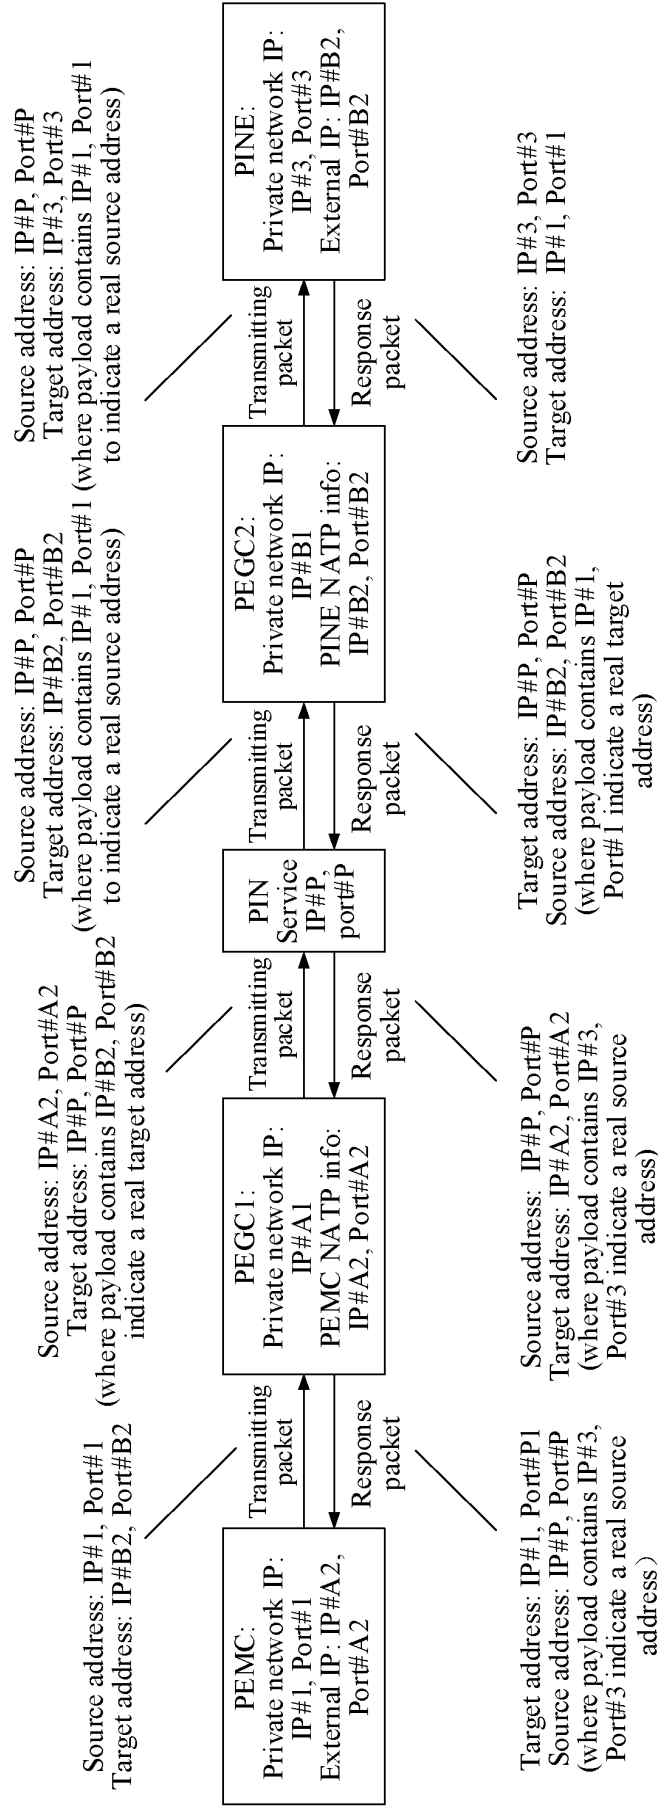 Source address: IP#1, Port#1
Target address: IP#B2, Port#B2
Source address: IP#A2, Port#A2
Target address: IP#P, Port#P
(where payload contains IP#B2, Port#B2
indicate a real target address)
Source address: IP#P, Port#P
Target address: IP#B2, Port#B2
(where payload contains IP#1, Port#1
to indicate a real source address)
Source address: IP#P, Port#P
Target address: IP#3, Port#3
(where payload contains IP#1, Port#1
to indicate a real source address)
PEMC:
Private network IP:
IP#1, Port#1
External IP: IP#A2,
Port#A2
Transmitting
packet
Response
packet
PEGC1:
Private network IP:
IP#A1
PEMC NATP info:
IP#A2, Port#A2
Transmitting
packet
Response
packet
PIN
Service
IP#P,
port#P
Transmitting
packet
Response
packet
PEGC2:
Private network IP:
IP#B1
PINE NATP info:
IP#B2, Port#B2
Transmitting
packet
Response
packet
PINE:
Private network IP:
IP#3, Port#3
External IP: IP#B2,
Port#B2
Target address: IP#1, Port#P1
Source address: IP#P, Port#P
(where payload contains IP#3,
Port#3 indicate a real source
address)
Source address: IP#P, Port#P
Target address: IP#A2, Port#A2
(where payload contains IP#3,
Port#3 indicate a real source
address)
Target address: IP#P, Port#P
Source address: IP#B2, Port#B2
(where payload contains IP#1,
Port#1 indicate a real target
address)
Source address: IP#3, Port#3
Target address: IP#1, Port#1